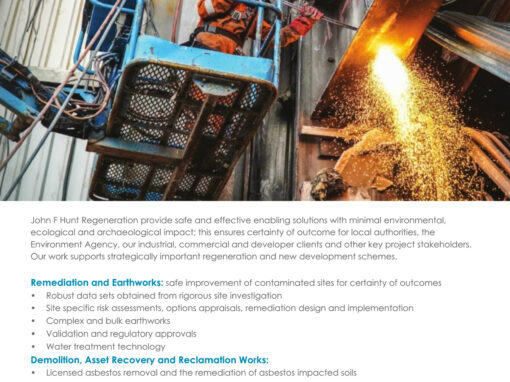 John F Hunt Regeneration provide safe and effective enabling solutions with minimal environmental,
ecological and archaeological impact; this ensures certainty of outcome for local authorities, the
Environment Agency, our industrial, commercial and developer clients and other key project stakeholders.
Our work supports strategically important regeneration and new development schemes.
Remediation and Earthworks: safe improvement of contaminated sites for certainty of outcomes
• Robust data sets obtained from rigorous site investigation
• Site specific risk assessments, options appraisals, remediation design and implementation
• Complex and bulk earthworks
• Validation and regulatory approvals
• Water treatment technology
Demolition, Asset Recovery and Reclamation Works:
• Licensed asbestos removal and the remediation of asbestos impacted soils